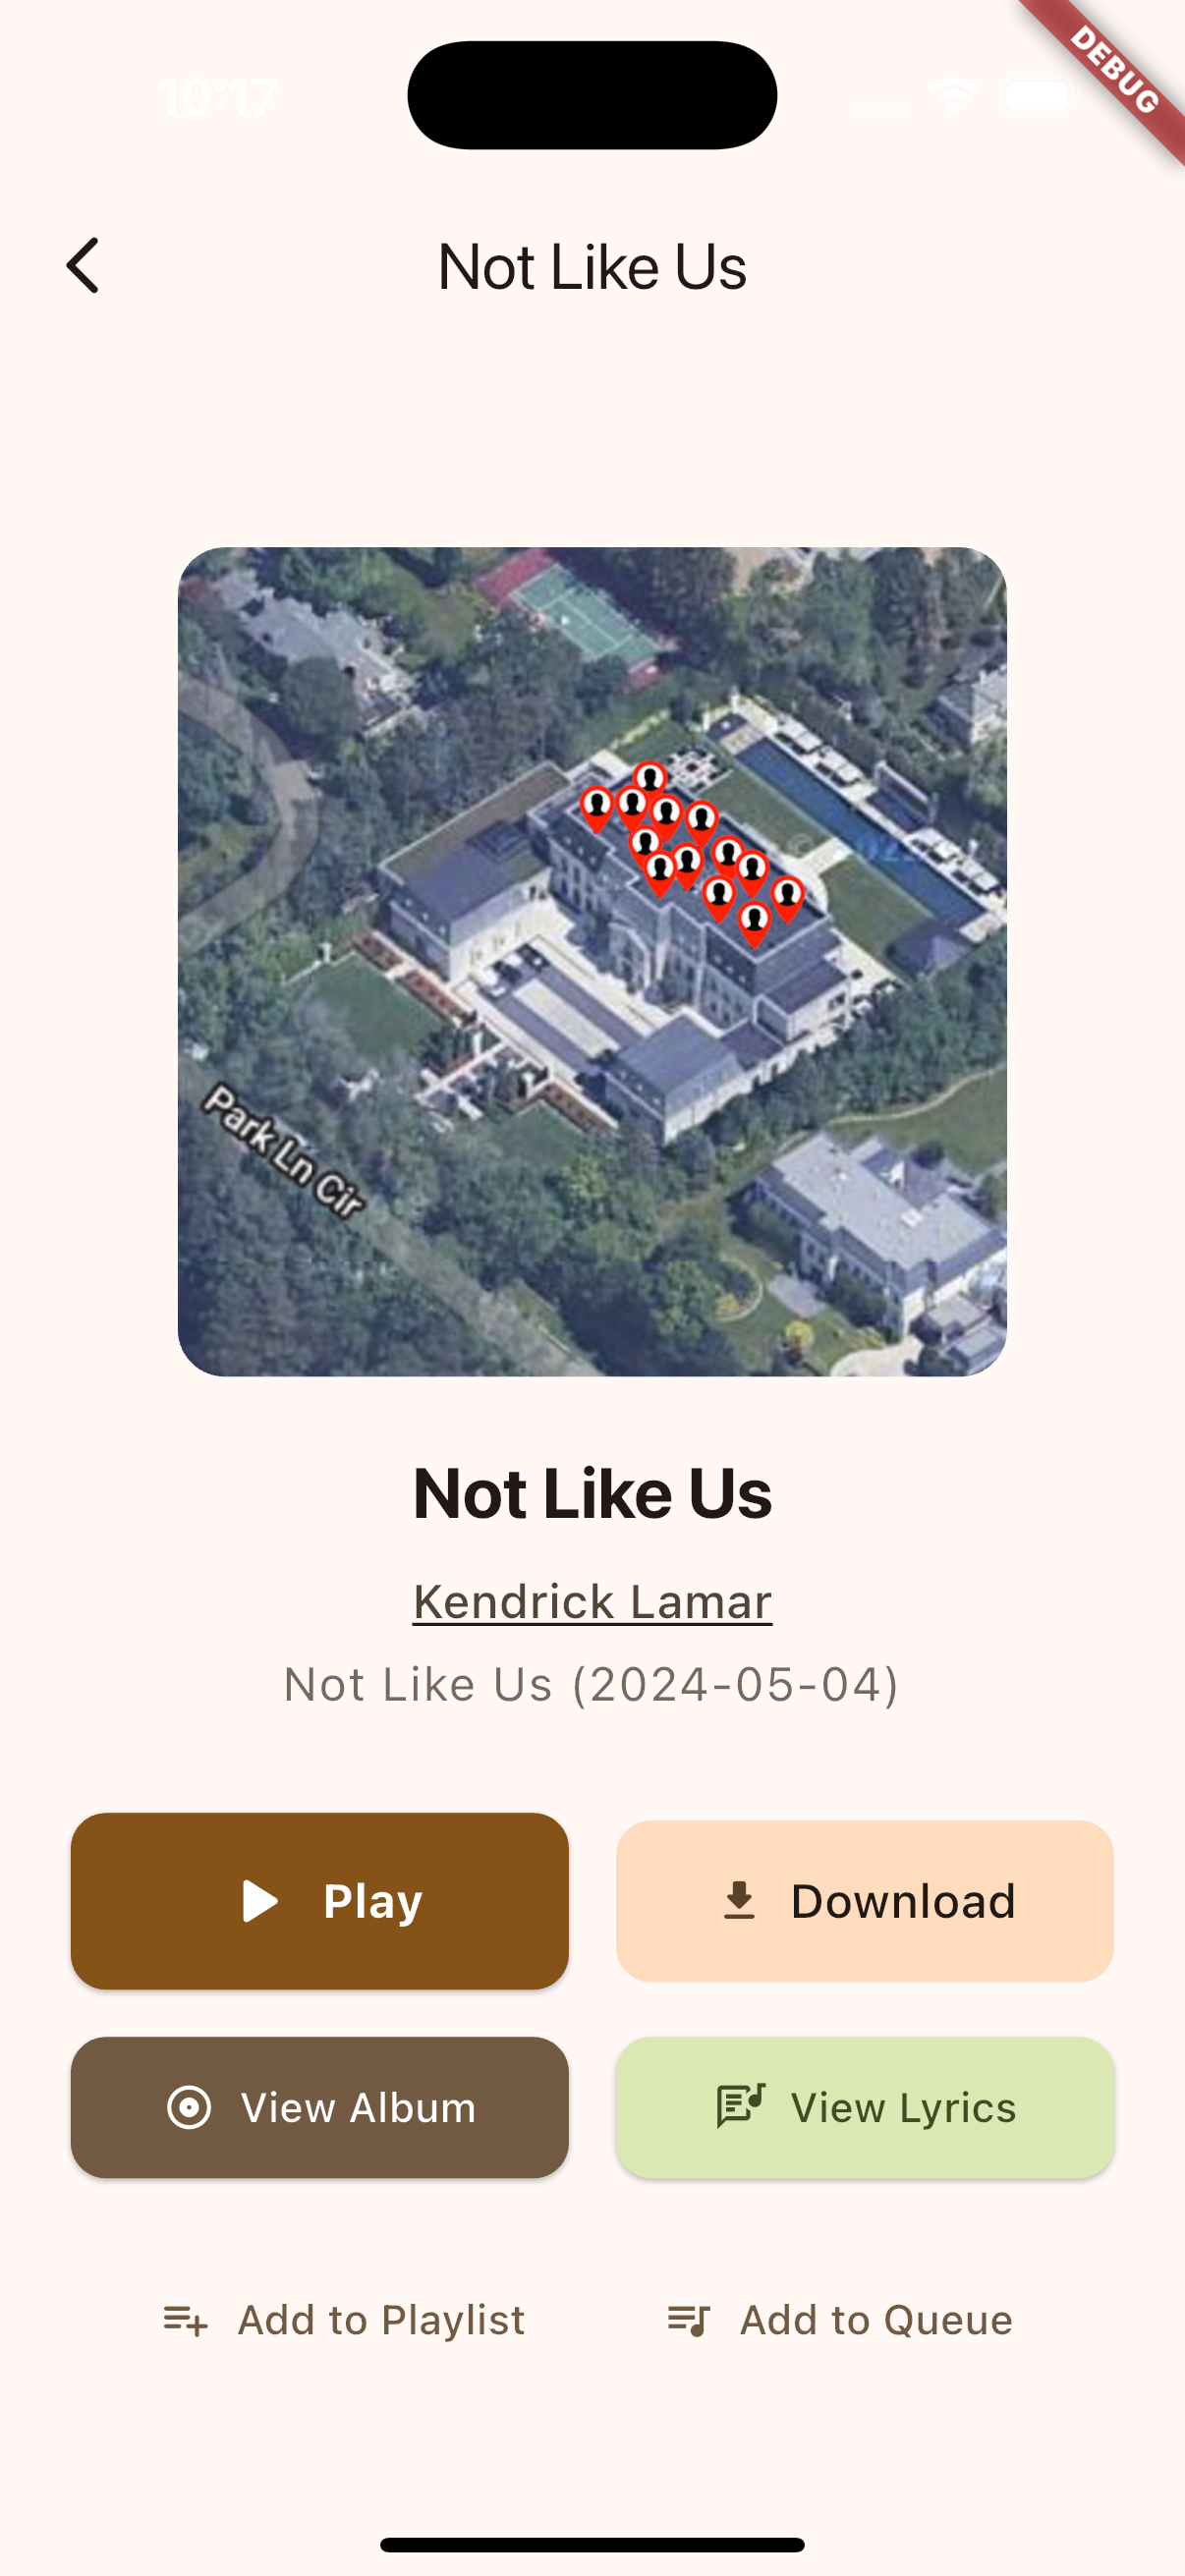 10:17
DEBUG
Not Like Us
Park Ln Cir
Not Like Us
Kendrick Lamar
Not Like Us (2024-05-04)
Play
Download
View Album
View Lyrics
Add to Playlist
Add to Queue